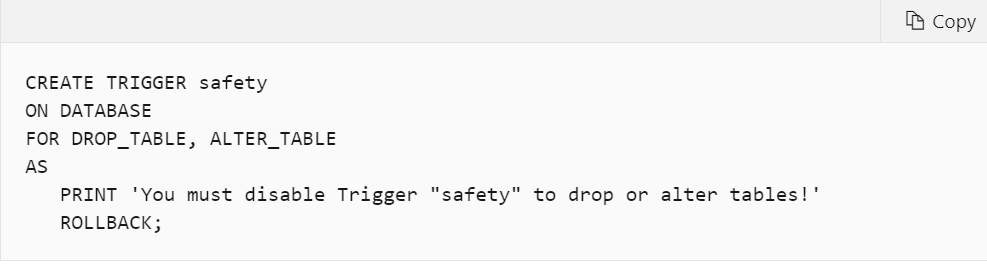 Copy
CREATE TRIGGER safety
ON DATABASE
FOR DROP_TABLE, ALTER_TABLE
AS
   PRINT 'You must disable Trigger "safety" to drop or alter tables!'
   ROLLBACK;